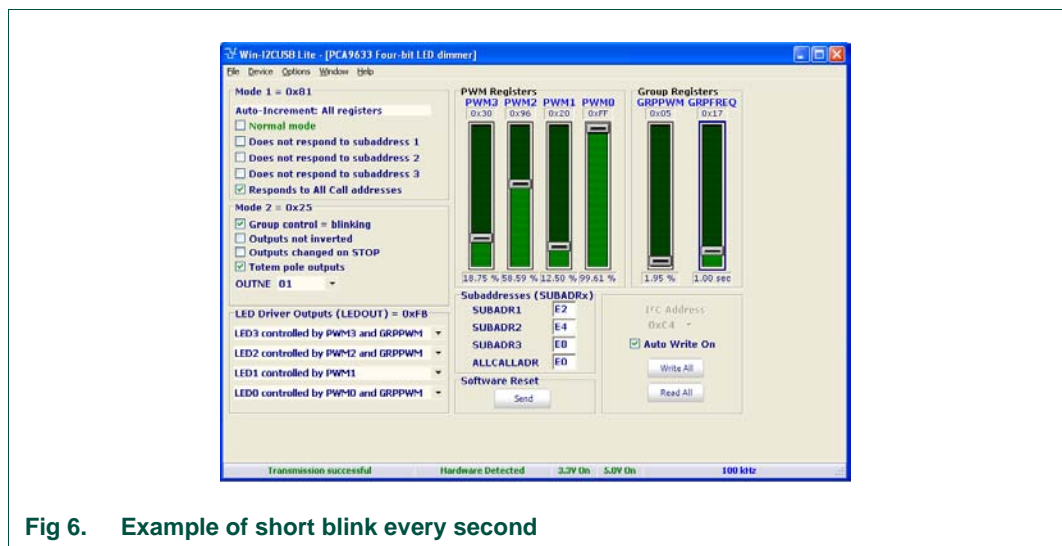 Win-I2CUSB Lite - [PCA9633 Four-bit LED dimmer]
File Device Options Window Help
Mode 1 = 0x81
Auto-Increment: All registers
Normal mode
Does not respond to subaddress 1
Does not respond to subaddress 2
Does not respond to subaddress 3
Responds to All Call addresses
Mode 2 = 0x25
Group control = blinking
Outputs not inverted
Outputs changed on STOP
Totem pole outputs
OUTNE 01
LED Driver Outputs (LEDOUT) = 0xFB
LED3 controlled by PWM3 and GRPPWM
LED2 controlled by PWM2 and GRPPWM
LED1 controlled by PWM1
LED0 controlled by PWM0 and GRPPWM
PWM Registers
PWM3 PWM2 PWM1 PWM0
0x30 0x96 0x20 0xFF
18.75 % 58.59 % 12.50 % 99.61 %
Group Registers
GRPPWM GRPFREQ
0x05 0x17
1.95 % 1.00 sec
Subaddresses (SUBADRx)
SUBADR1 E2
SUBADR2 E4
SUBADR3 E8
ALLCALLADR E0
Software Reset
Send
I²C Address
0xC4
Auto Write On
Write All
Read All
Transmission successful Hardware Detected 3.3V On 5.0V On 100 kHz
Fig 6. Example of short blink every second